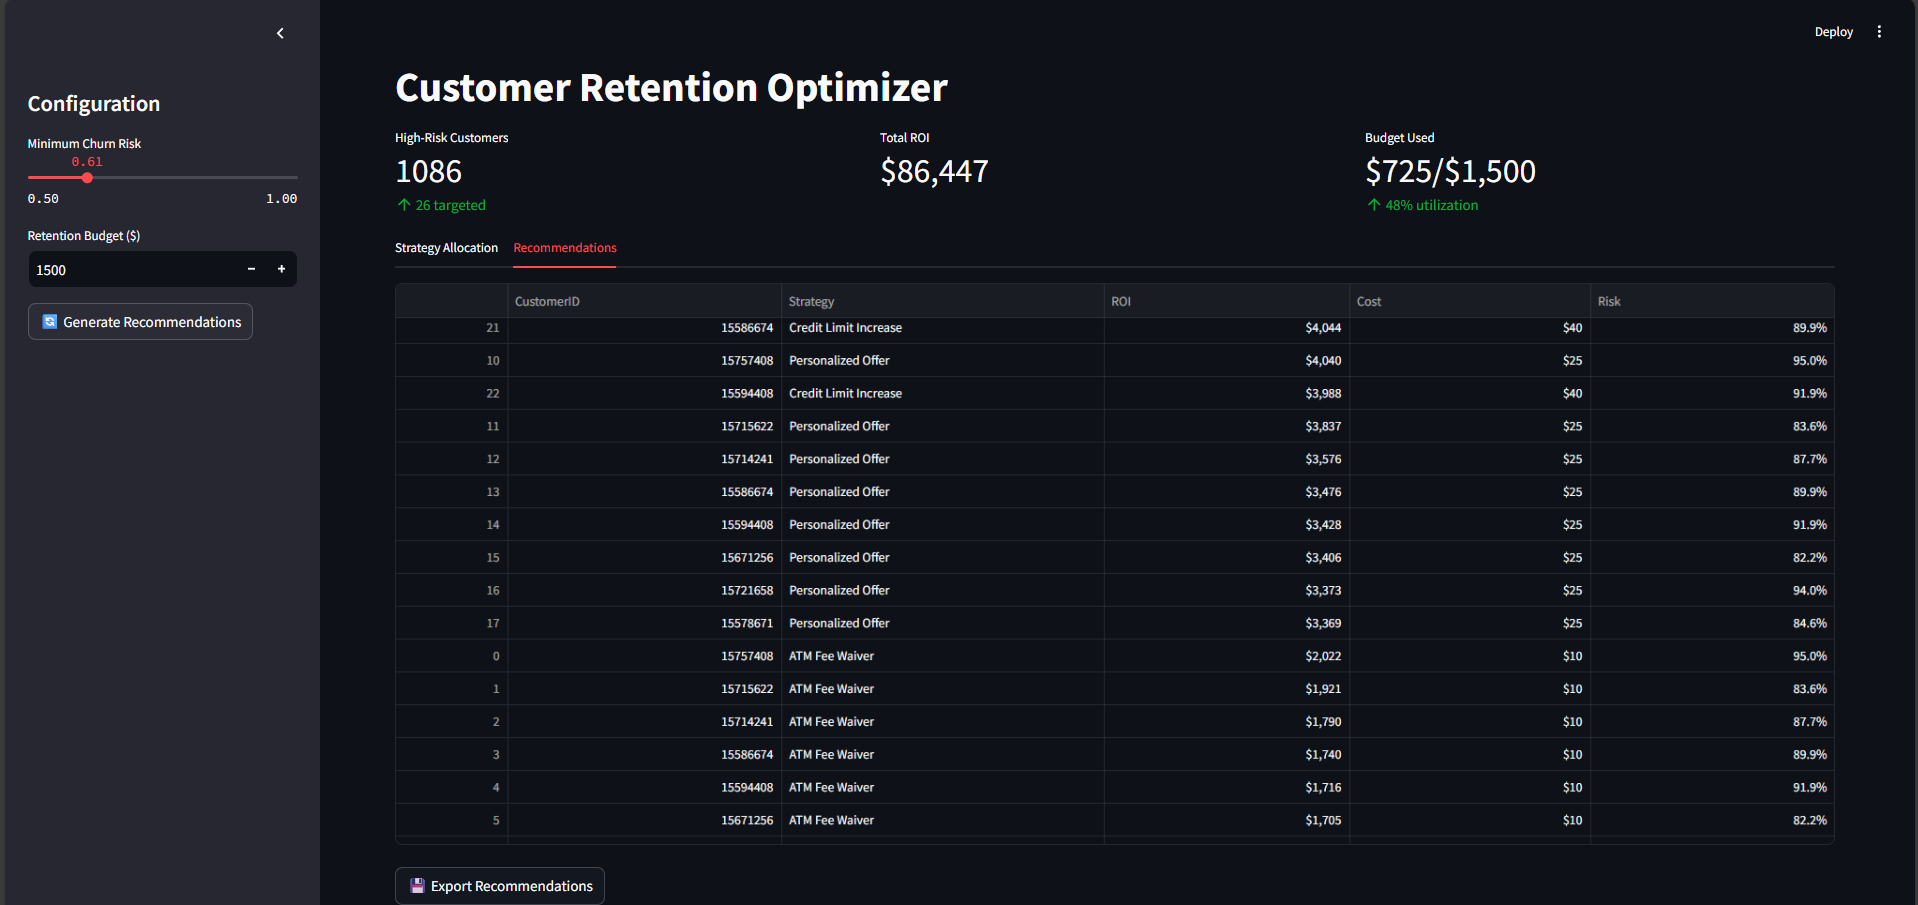 Deploy
Configuration
Minimum Churn Risk
0.61
0.50 1.00
Retention Budget ($)
1500 - +
Generate Recommendations
Customer Retention Optimizer
High-Risk Customers Total ROI Budget Used
1086 $86,447 $725/$1,500
↑ 26 targeted ↑ 48% utilization
Strategy Allocation Recommendations
CustomerID Strategy ROI Cost Risk
21 15586674 Credit Limit Increase $4,044 $40 89.9%
10 15757408 Personalized Offer $4,040 $25 95.0%
22 15594408 Credit Limit Increase $3,988 $40 91.9%
11 15715622 Personalized Offer $3,837 $25 83.6%
12 15714241 Personalized Offer $3,576 $25 87.7%
13 15586674 Personalized Offer $3,476 $25 89.9%
14 15594408 Personalized Offer $3,428 $25 91.9%
15 15671256 Personalized Offer $3,406 $25 82.2%
16 15721658 Personalized Offer $3,373 $25 94.0%
17 15578671 Personalized Offer $3,369 $25 84.6%
0 15757408 ATM Fee Waiver $2,022 $10 95.0%
1 15715622 ATM Fee Waiver $1,921 $10 83.6%
2 15714241 ATM Fee Waiver $1,790 $10 87.7%
3 15586674 ATM Fee Waiver $1,740 $10 89.9%
4 15594408 ATM Fee Waiver $1,716 $10 91.9%
5 15671256 ATM Fee Waiver $1,705 $10 82.2%
Export Recommendations